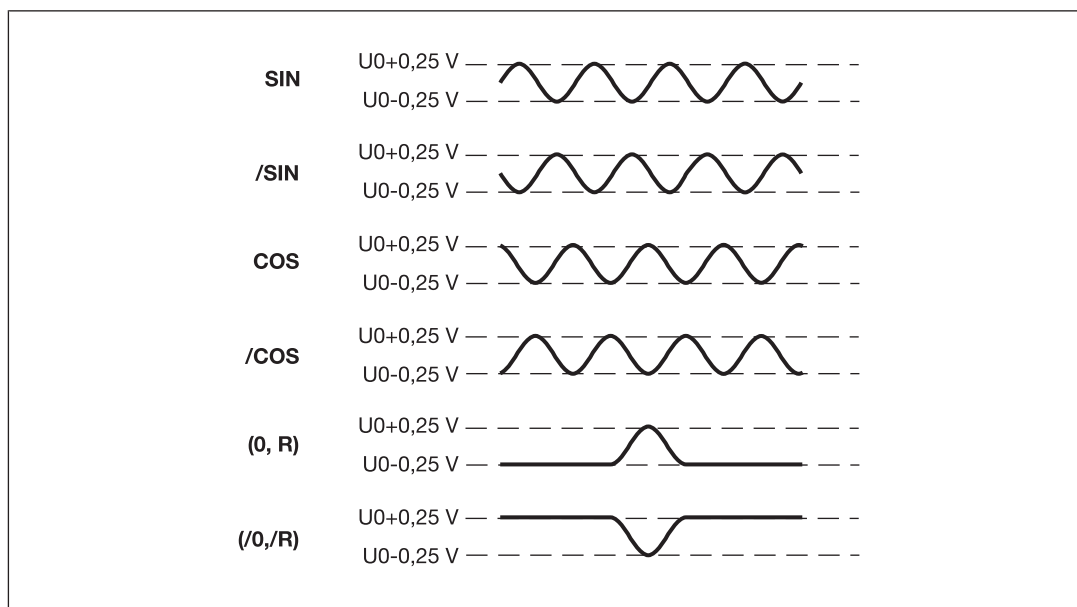 SIN
U0+0,25 V
U0-0,25 V
/SIN
U0+0,25 V
U0-0,25 V
COS
U0+0,25 V
U0-0,25 V
/COS
U0+0,25 V
U0-0,25 V
(0, R)
U0+0,25 V
U0-0,25 V
(/0,/R)
U0+0,25 V
U0-0,25 V